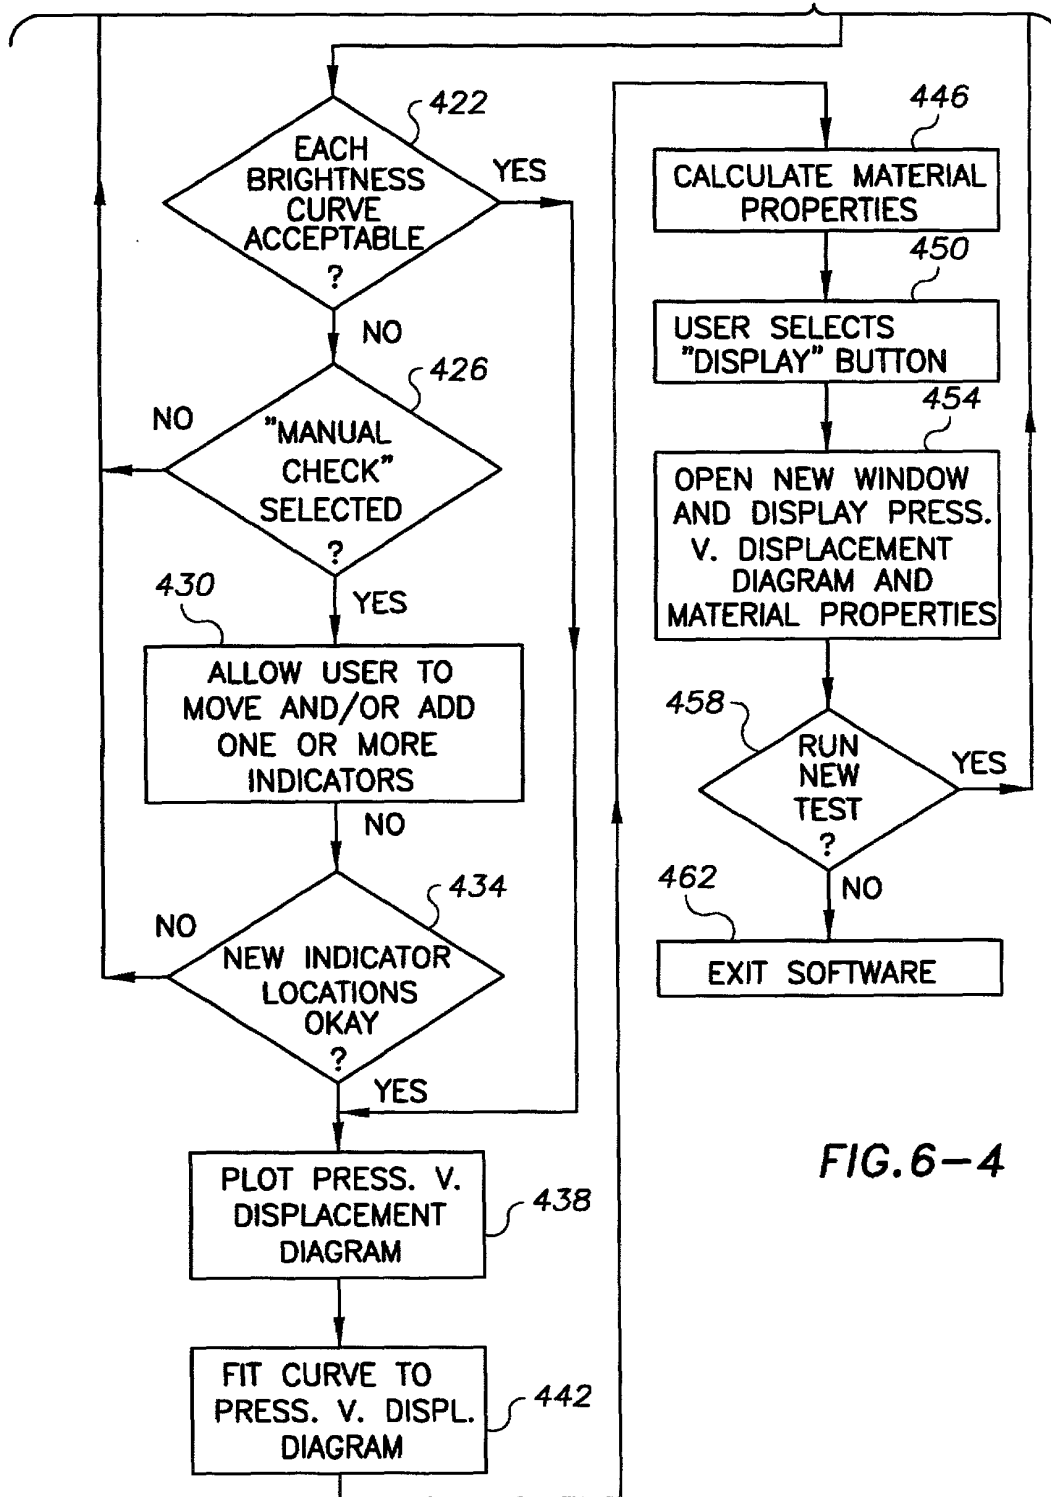 422
EACH
BRIGHTNESS
CURVE
ACCEPTABLE
?
YES
NO
426
"MANUAL
CHECK"
SELECTED
?
NO
YES
430
ALLOW USER TO
MOVE AND/OR ADD
ONE OR MORE
INDICATORS
NO
434
NEW INDICATOR
LOCATIONS
OKAY
?
NO
YES
PLOT PRESS. V.
DISPLACEMENT
DIAGRAM
438
FIT CURVE TO
PRESS. V. DISPL.
DIAGRAM
442
446
CALCULATE MATERIAL
PROPERTIES
450
USER SELECTS
"DISPLAY" BUTTON
454
OPEN NEW WINDOW
AND DISPLAY PRESS.
V. DISPLACEMENT
DIAGRAM AND
MATERIAL PROPERTIES
458
RUN
NEW
TEST
?
YES
NO
462
EXIT SOFTWARE
FIG.6-4